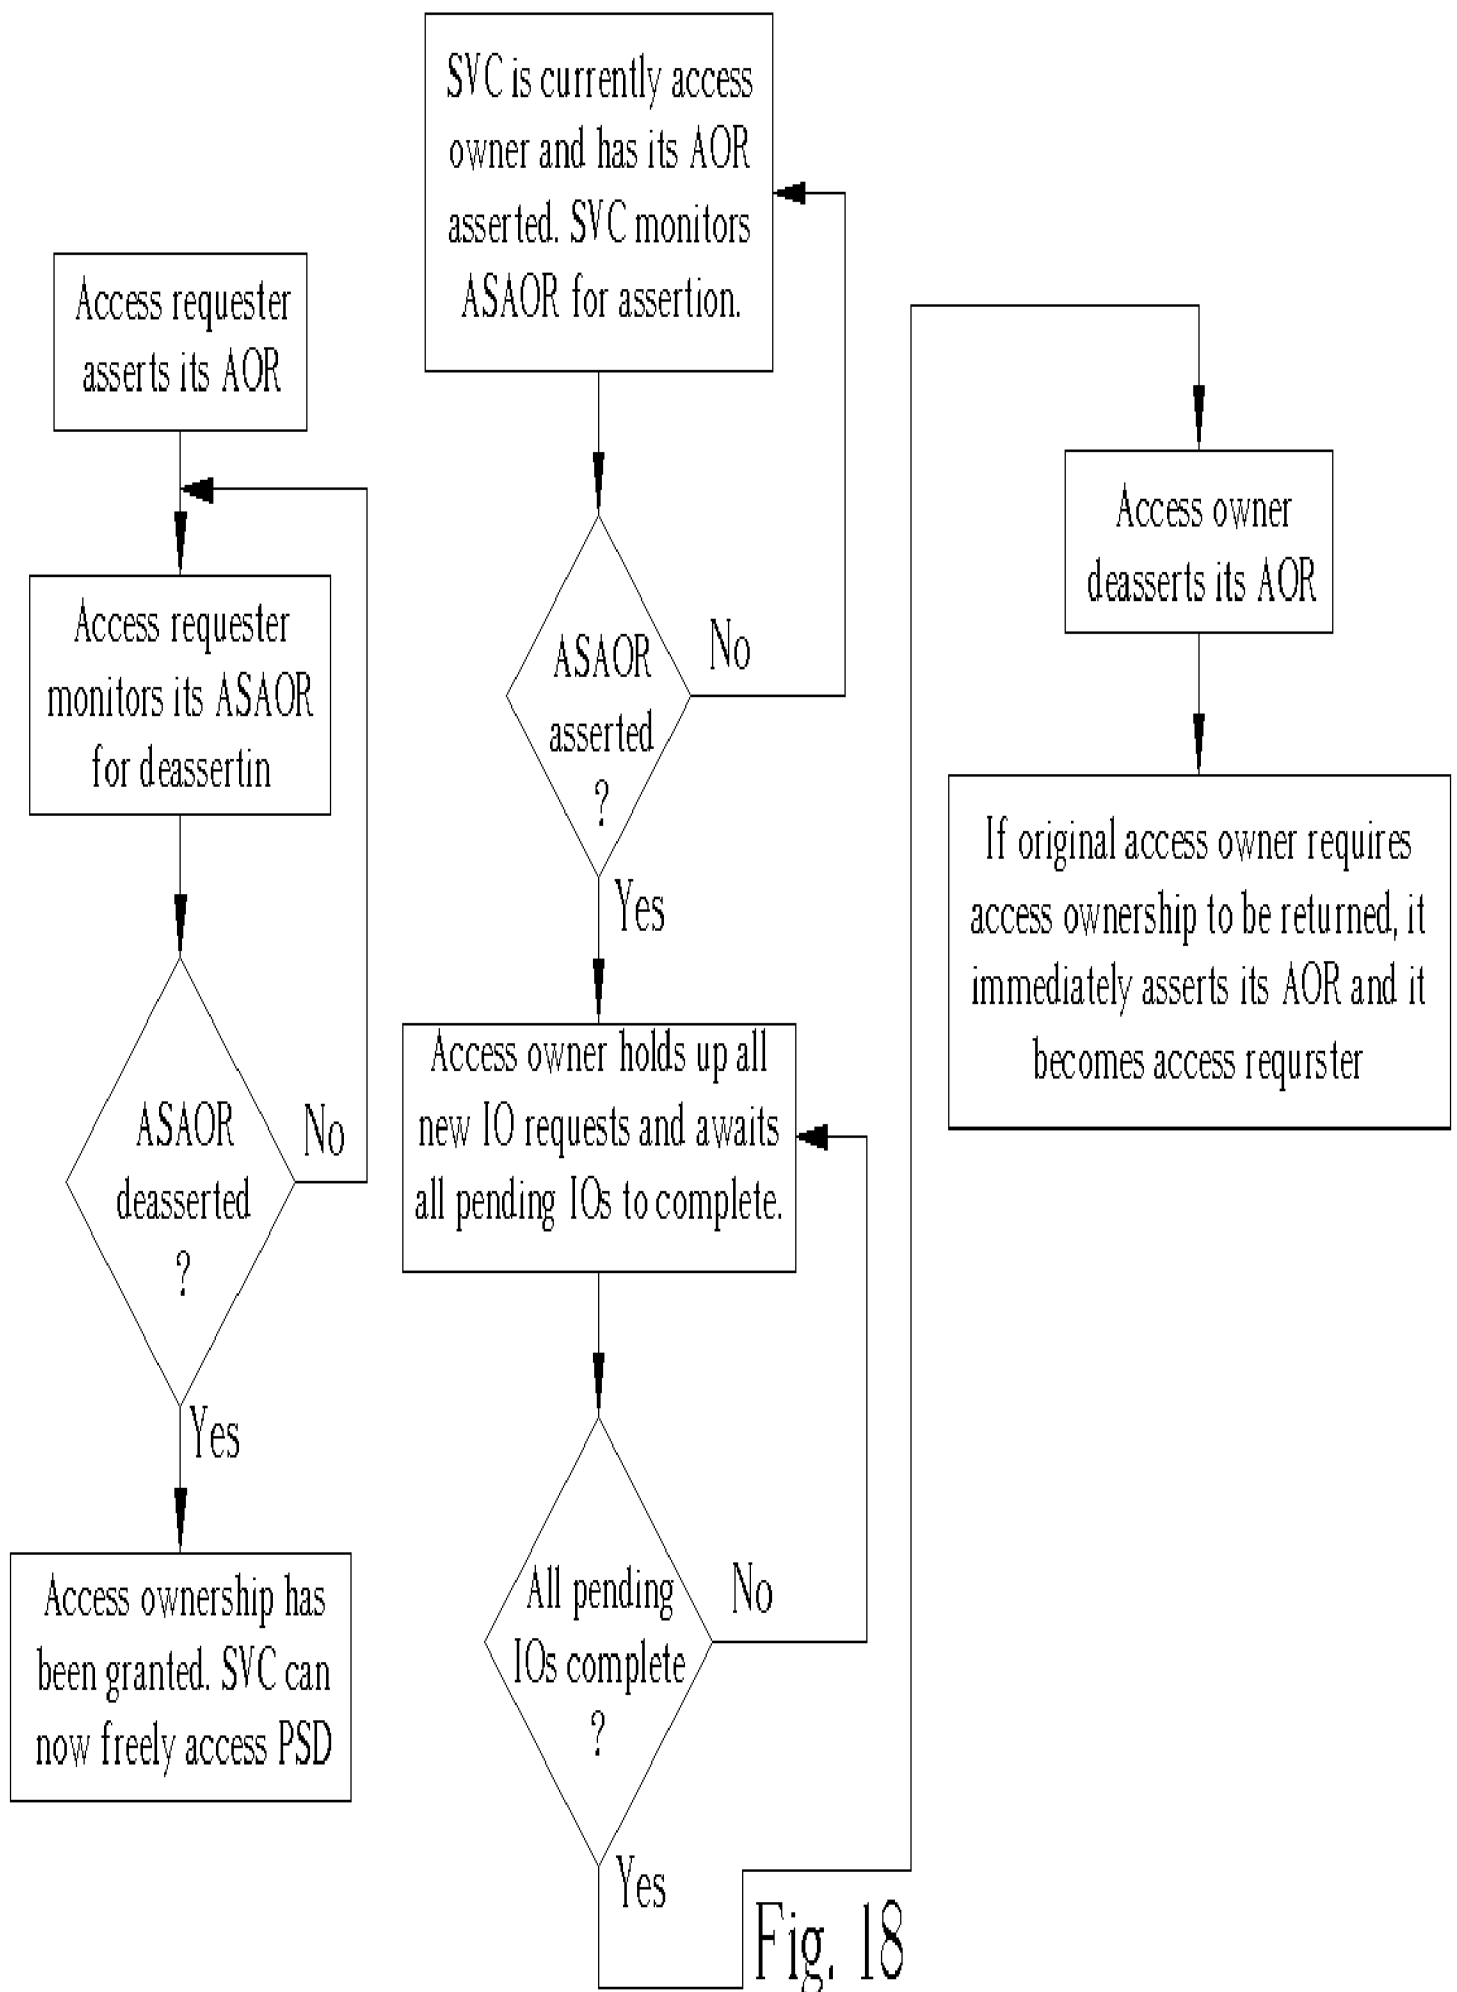 Access requester
asserts its AOR
Access requester
monitors its ASAOR
for deassertin
ASAOR
deasserted
?
No
Yes
Access ownership has
been granted. SVC can
now freely access PSD
SVC is currently access
owner and has its AOR
asserted. SVC monitors
ASAOR for assertion.
ASAOR
asserted
?
No
Yes
Access owner holds up all
new IO requests and awaits
all pending IOs to complete.
All pending
IOs complete
?
No
Yes
Access owner
deasserts its AOR
If original access owner requires
access ownership to be returned, it
immediately asserts its AOR and it
becomes access requrster
Fig. 18